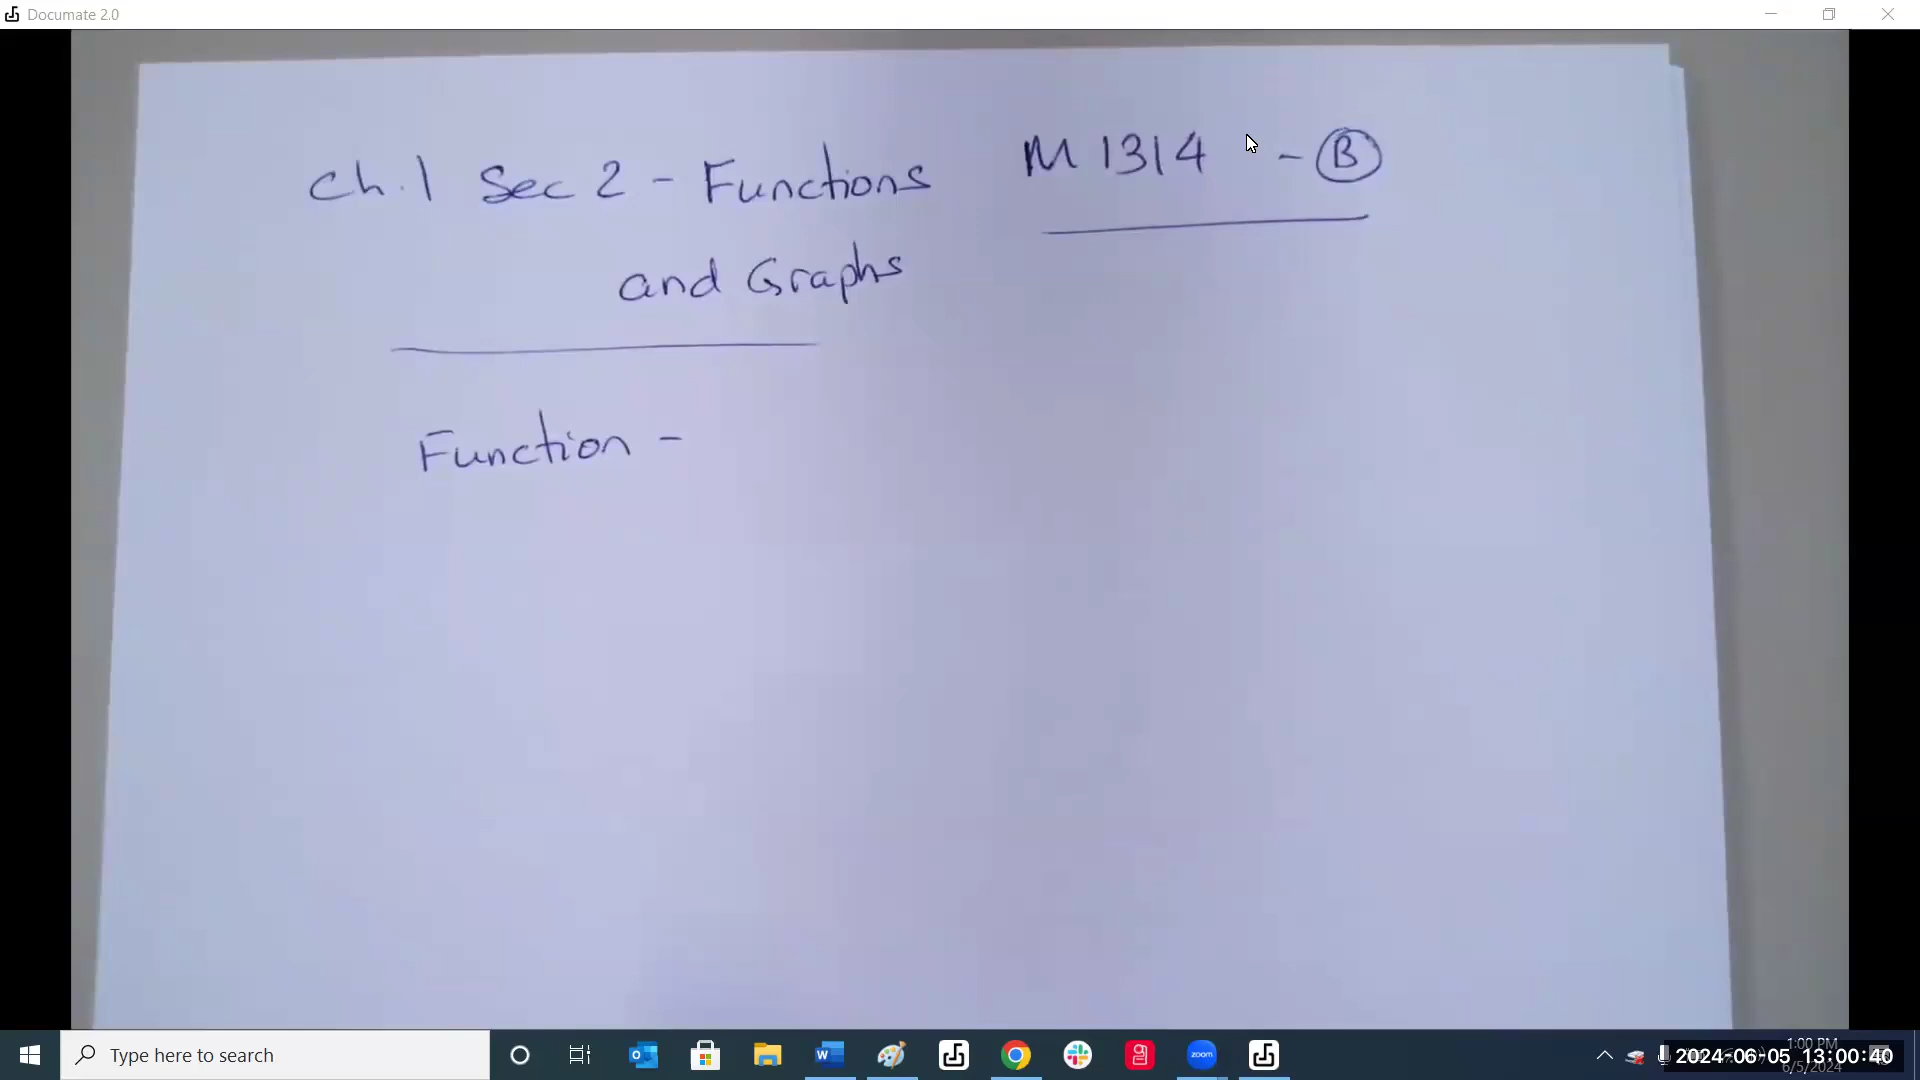 Documate 2.0
Ch.1 Sec 2 - Functions
and Graphs
M 1314 - B
Function -
Type here to search
zoom
2024-06-05 13:00:40